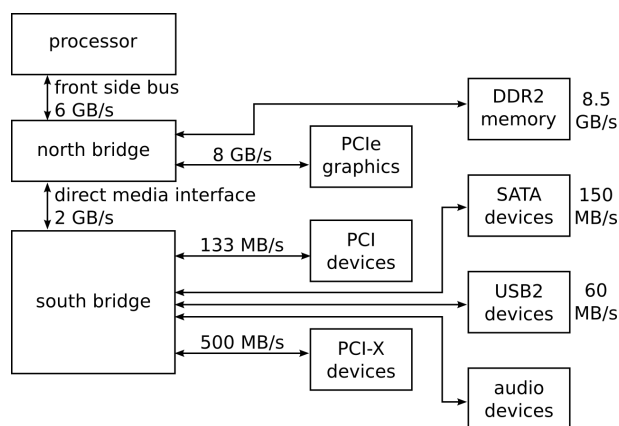 processor
front side bus
6 GB/s
north bridge
8 GB/s
PCIe
graphics
DDR2
memory
8.5
GB/s
direct media interface
2 GB/s
south bridge
133 MB/s
PCI
devices
SATA
devices
150
MB/s
USB2
devices
60
MB/s
500 MB/s
PCI-X
devices
audio
devices